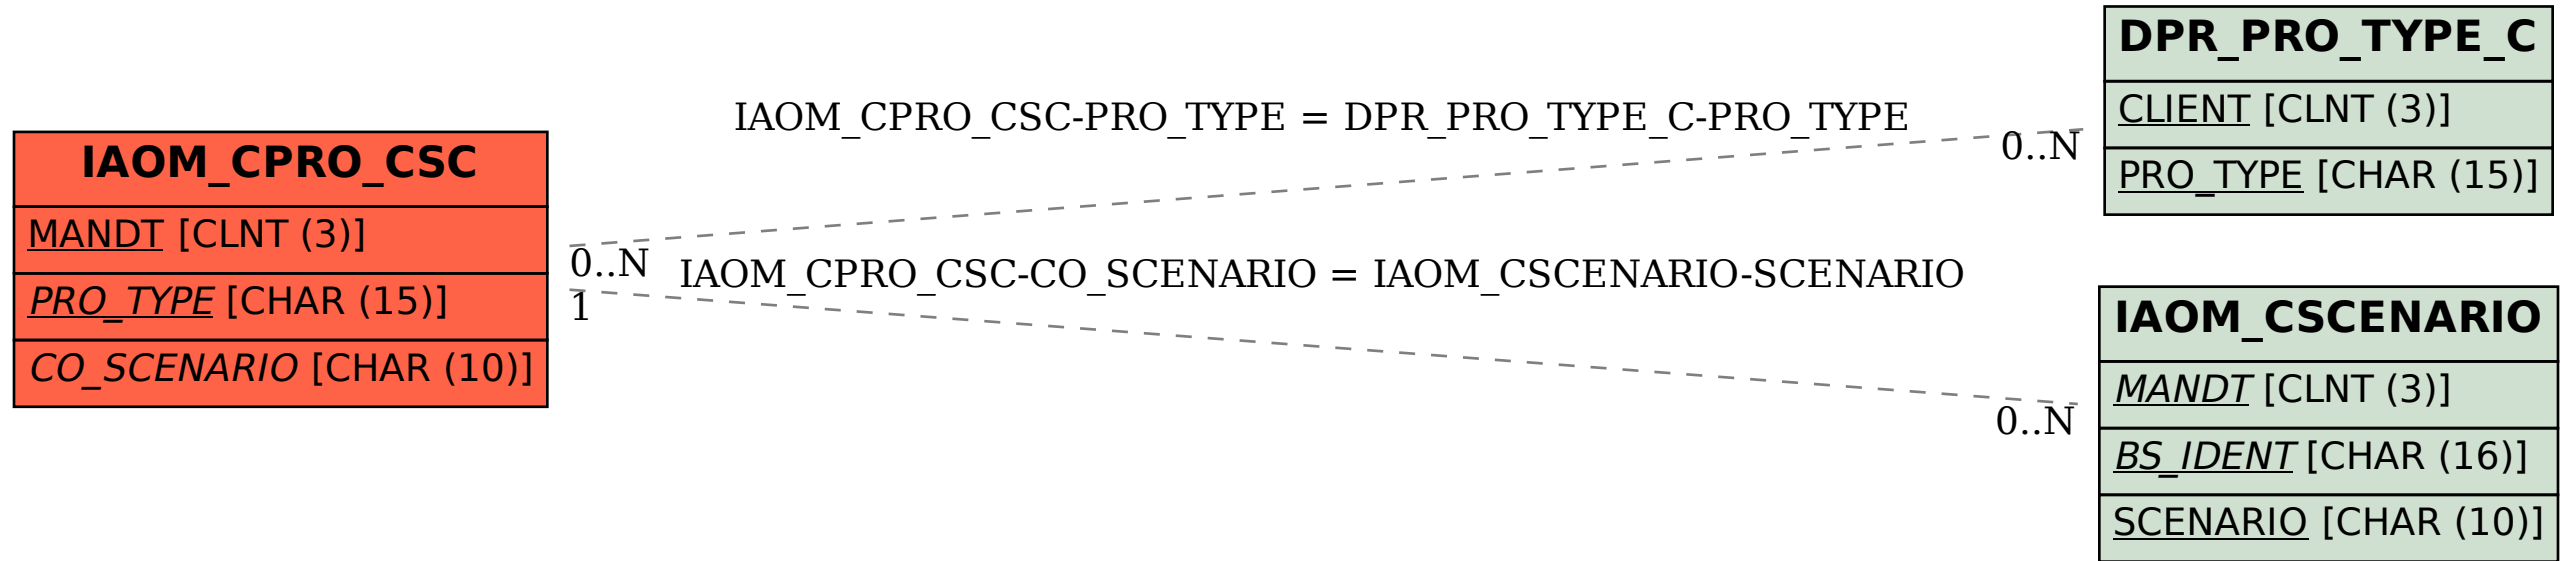 IAOM_CPRO_CSC
MANDT [CLNT (3)]
PRO_TYPE [CHAR (15)]
CO_SCENARIO [CHAR (10)]
IAOM_CPRO_CSC-PRO_TYPE = DPR_PRO_TYPE_C-PRO_TYPE
0..N
0..N
IAOM_CPRO_CSC-CO_SCENARIO = IAOM_CSCENARIO-SCENARIO
1
0..N
DPR_PRO_TYPE_C
CLIENT [CLNT (3)]
PRO_TYPE [CHAR (15)]
IAOM_CSCENARIO
MANDT [CLNT (3)]
BS_IDENT [CHAR (16)]
SCENARIO [CHAR (10)]